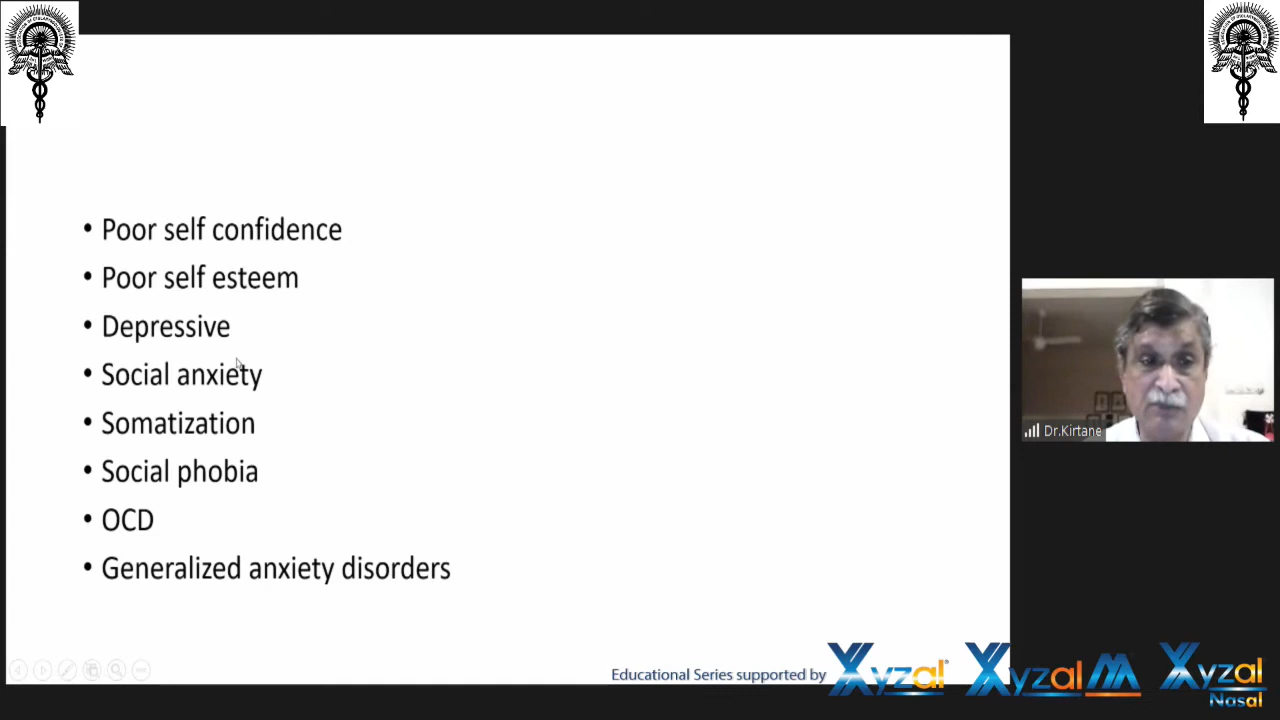 • Poor self confidence
• Poor self esteem
• Depressive
• Social anxiety
• Somatization
• Social phobia
• OCD
• Generalized anxiety disorders
Dr.Kirtane
Educational Series supported by
Xyzal®
Xyzal M
Xyzal
Nasal